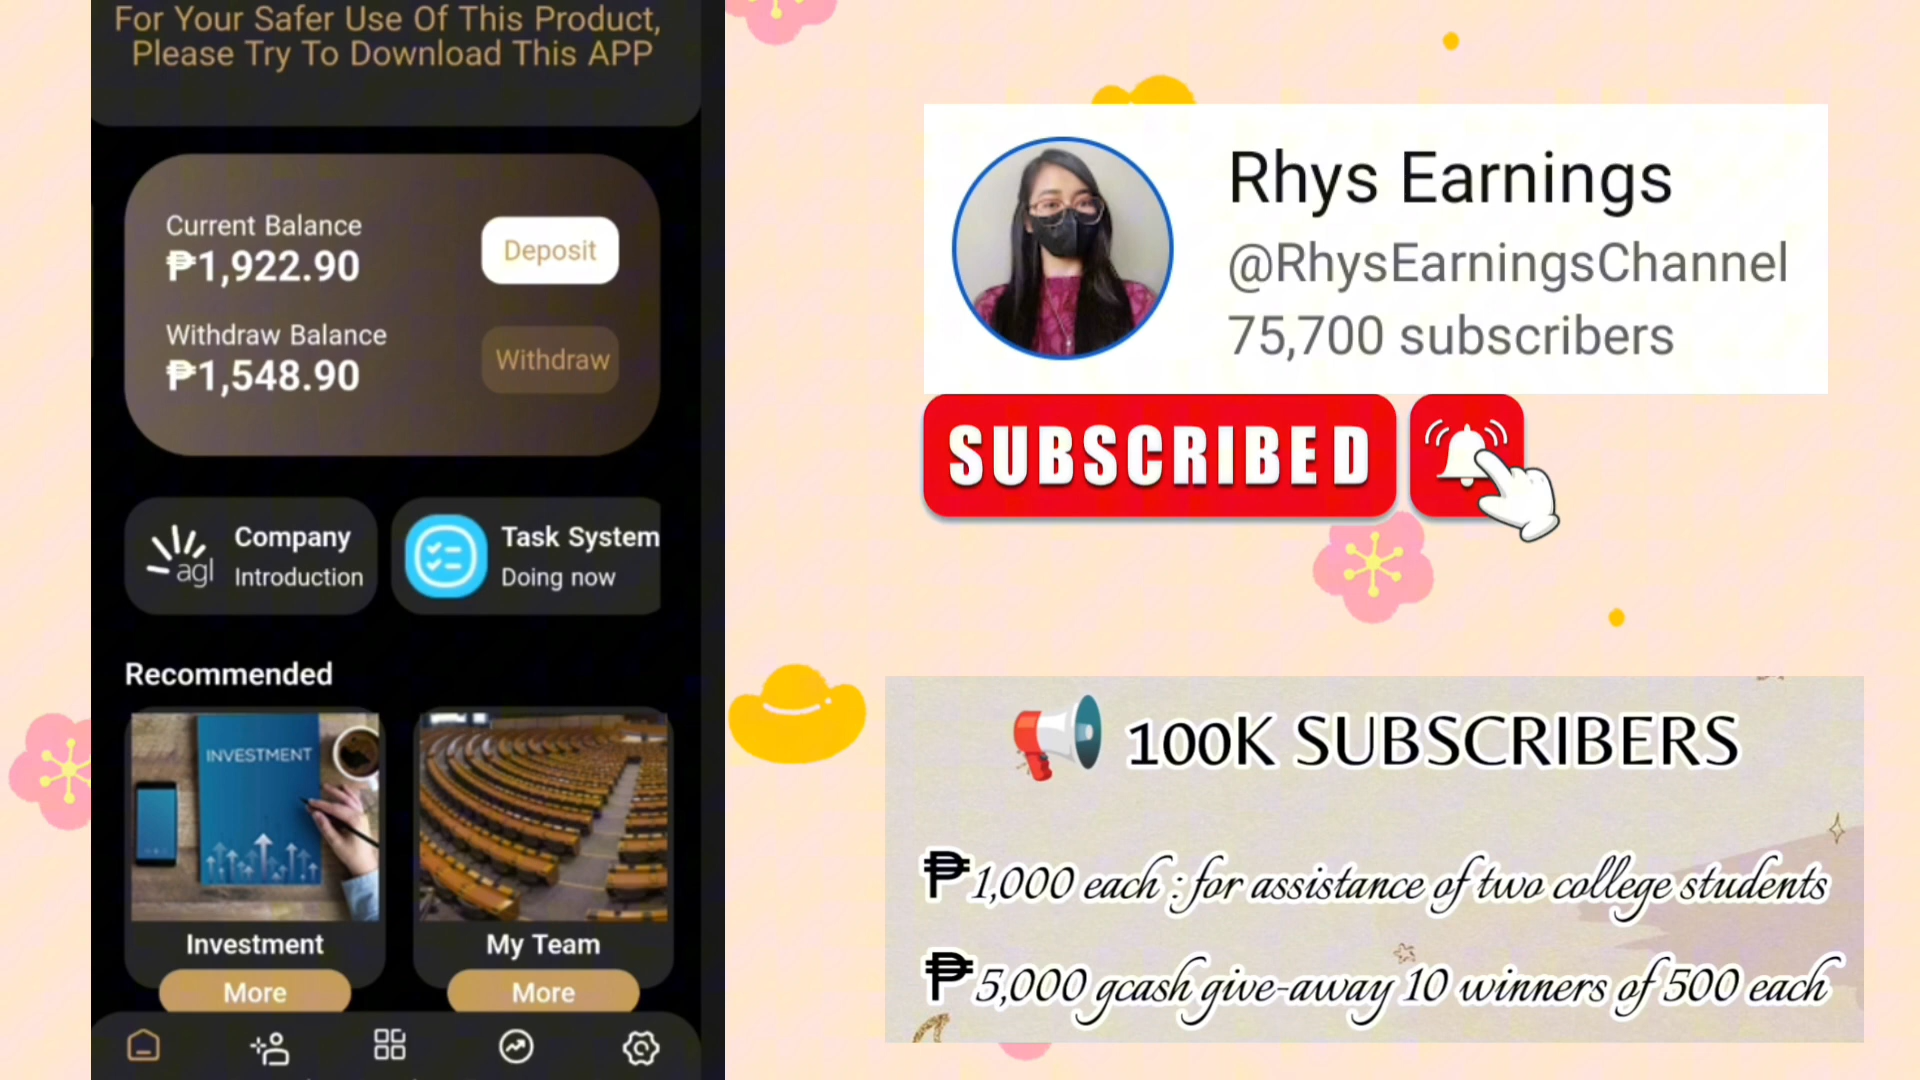 For Your Safer Use Of This Product,
Please Try To Download This APP
Current Balance
₱1,922.90
Deposit
Withdraw Balance
₱1,548.90
Withdraw
agl
Company
Introduction
Task System
Doing now
Recommended
INVESTMENT
Investment
More
My Team
More
Rhys Earnings
@RhysEarningsChannel
75,700 subscribers
SUBSCRIBED
100K SUBSCRIBERS
₱1,000 each : for assistance of two college students
₱5,000 gcash give-away 10 winners of 500 each